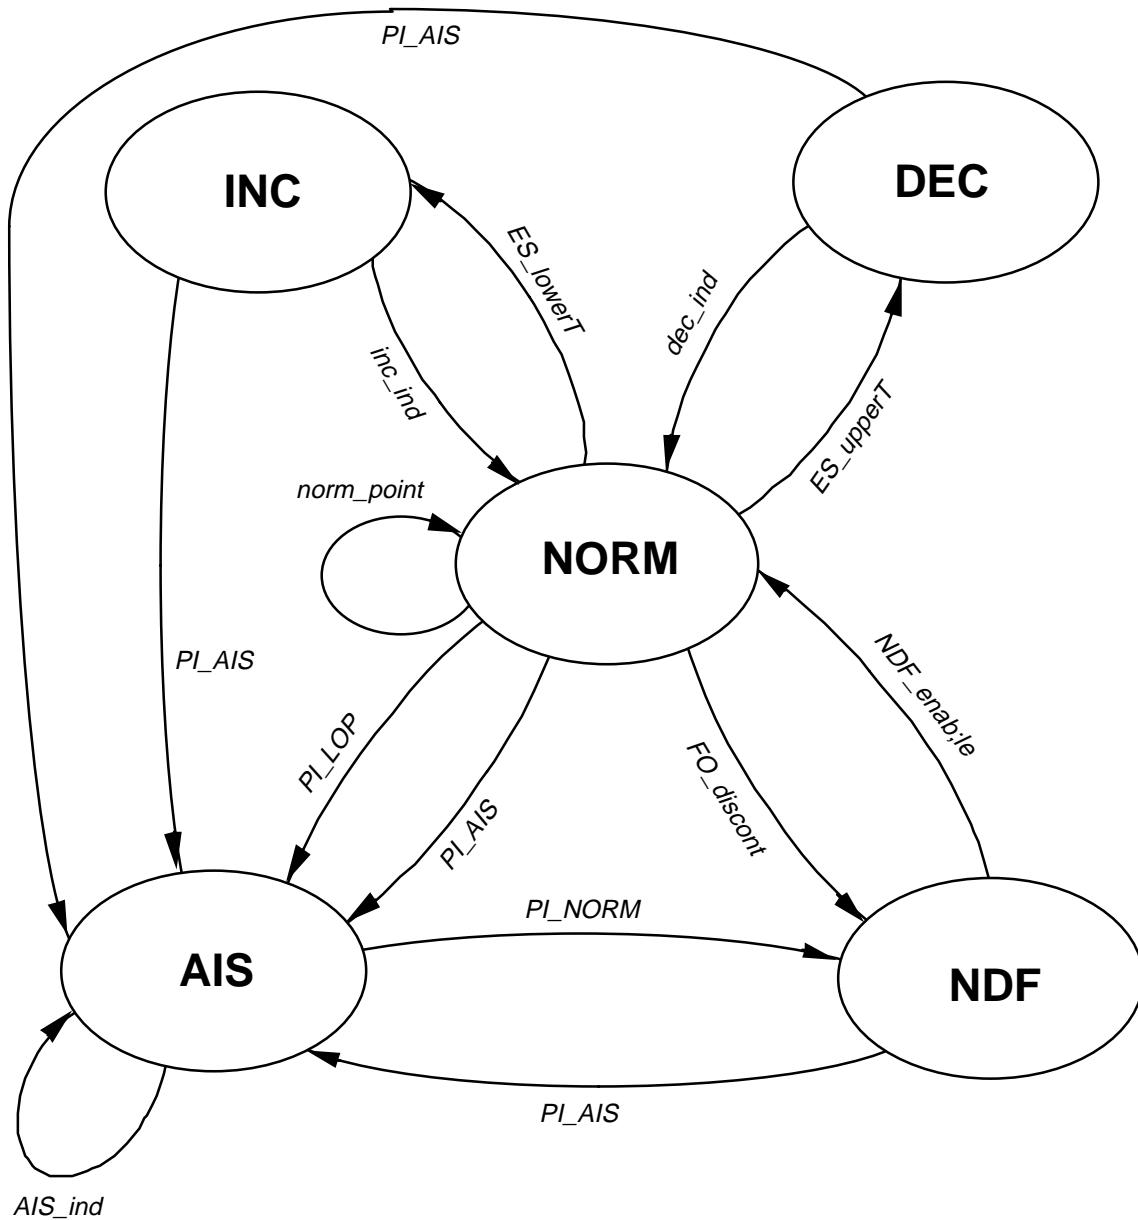 PI_AIS
INC
DEC
ES_lowerT
dec_ind
inc_ind
ES_upperT
norm_point
NORM
PI_AIS
NDF_enab;le
PI_LOP
FO_discont
PI_AIS
PI_NORM
AIS
NDF
PI_AIS
AIS_ind